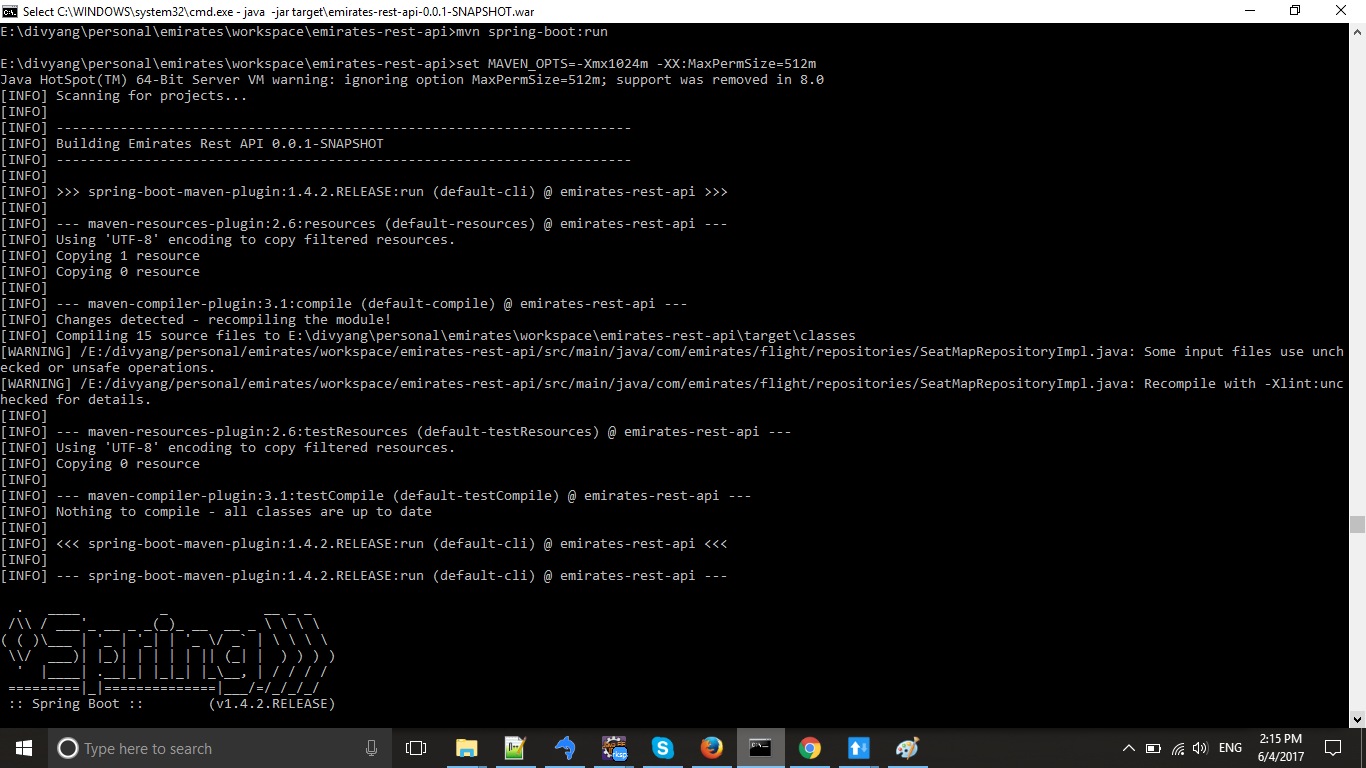 Select C:\WINDOWS\system32\cmd.exe - java  -jar target\emirates-rest-api-0.0.1-SNAPSHOT.war
E:\divyang\personal\emirates\workspace\emirates-rest-api>mvn spring-boot:run
E:\divyang\personal\emirates\workspace\emirates-rest-api>set MAVEN_OPTS=-Xmx1024m -XX:MaxPermSize=512m
Java HotSpot(TM) 64-Bit Server VM warning: ignoring option MaxPermSize=512m; support was removed in 8.0
[INFO] Scanning for projects...
[INFO]
[INFO] ------------------------------------------------------------------------
[INFO] Building Emirates Rest API 0.0.1-SNAPSHOT
[INFO] ------------------------------------------------------------------------
[INFO]
[INFO] >>> spring-boot-maven-plugin:1.4.2.RELEASE:run (default-cli) @ emirates-rest-api >>>
[INFO]
[INFO] --- maven-resources-plugin:2.6:resources (default-resources) @ emirates-rest-api ---
[INFO] Using 'UTF-8' encoding to copy filtered resources.
[INFO] Copying 1 resource
[INFO] Copying 0 resource
[INFO]
[INFO] --- maven-compiler-plugin:3.1:compile (default-compile) @ emirates-rest-api ---
[INFO] Changes detected - recompiling the module!
[INFO] Compiling 15 source files to E:\divyang\personal\emirates\workspace\emirates-rest-api\target\classes
[WARNING] /E:/divyang/personal/emirates/workspace/emirates-rest-api/src/main/java/com/emirates/flight/repositories/SeatMapRepositoryImpl.java: Some input files use unch
ecked or unsafe operations.
[WARNING] /E:/divyang/personal/emirates/workspace/emirates-rest-api/src/main/java/com/emirates/flight/repositories/SeatMapRepositoryImpl.java: Recompile with -Xlint:unc
hecked for details.
[INFO]
[INFO] --- maven-resources-plugin:2.6:testResources (default-testResources) @ emirates-rest-api ---
[INFO] Using 'UTF-8' encoding to copy filtered resources.
[INFO] Copying 0 resource
[INFO]
[INFO] --- maven-compiler-plugin:3.1:testCompile (default-testCompile) @ emirates-rest-api ---
[INFO] Nothing to compile - all classes are up to date
[INFO]
[INFO] <<< spring-boot-maven-plugin:1.4.2.RELEASE:run (default-cli) @ emirates-rest-api <<<
[INFO]
[INFO] --- spring-boot-maven-plugin:1.4.2.RELEASE:run (default-cli) @ emirates-rest-api ---
  .   ____          _            __ _ _
 /\\ / ___'_ __ _ _(_)_ __  __ _ \ \ \ \
( ( )\___ | '_ | '_| | '_ \/ _` | \ \ \ \
 \\/  ___)| |_)| | | | | || (_| |  ) ) ) )
  '  |____| .__|_| |_|_| |_\__, | / / / /
 =========|_|==============|___/=/_/_/_/
 :: Spring Boot ::        (v1.4.2.RELEASE)
Type here to search
ENG
2:15 PM
6/4/2017